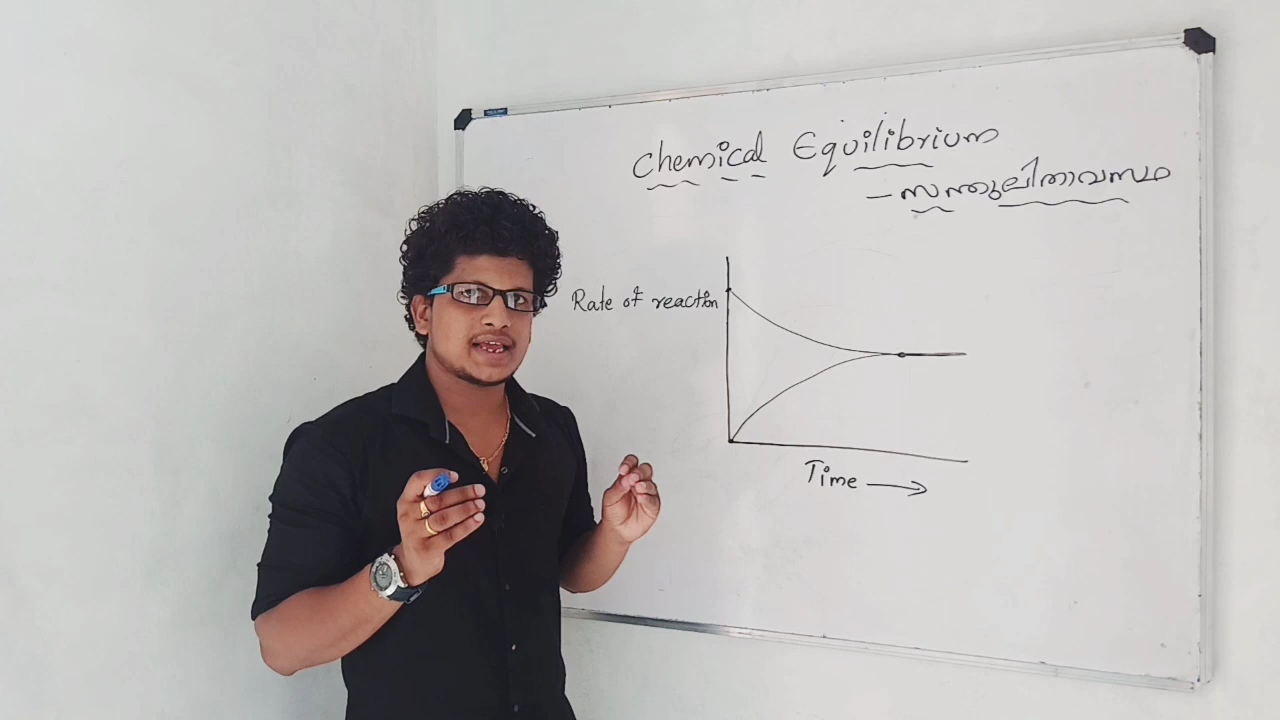 Chemical Equilibrium
– സന്തുലിതാവസ്ഥ
Rate of reaction
Time →